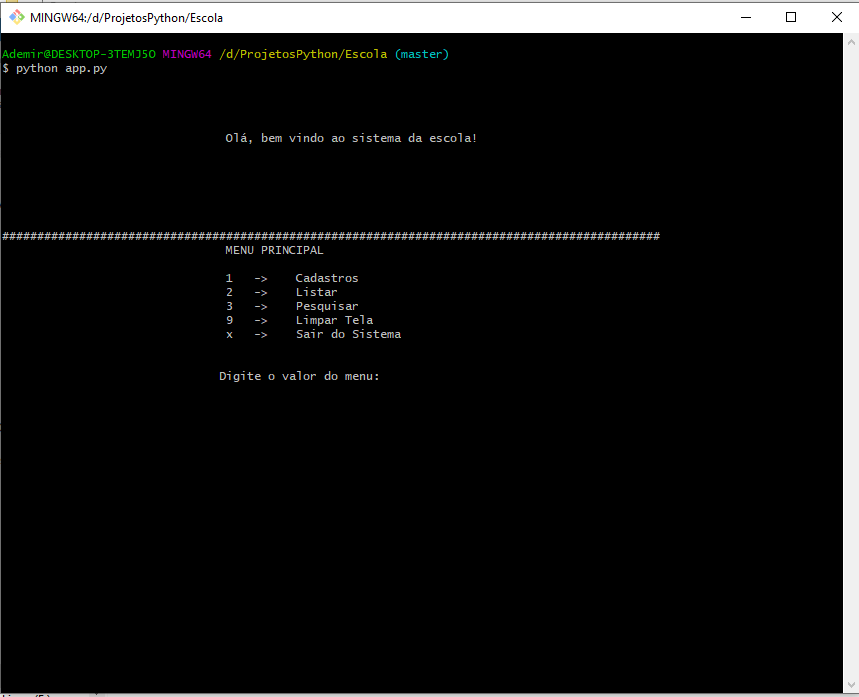 MINGW64:/d/ProjetosPython/Escola
Ademir@DESKTOP-3TEMJ5O MINGW64 /d/ProjetosPython/Escola (master)
$ python app.py
Olá, bem vindo ao sistema da escola!
##############################################################################################
MENU PRINCIPAL
1 -> Cadastros
2 -> Listar
3 -> Pesquisar
9 -> Limpar Tela
x -> Sair do Sistema
Digite o valor do menu: